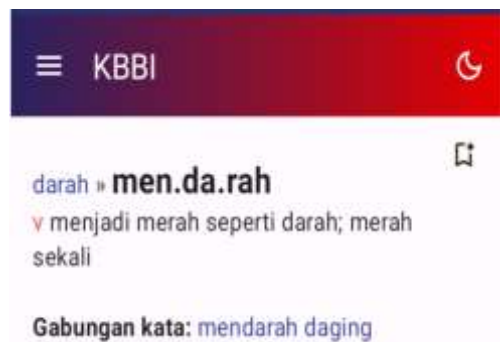 KBBI
darah » men.da.rah
v menjadi merah seperti darah; merah
sekali
Gabungan kata: mendarah daging